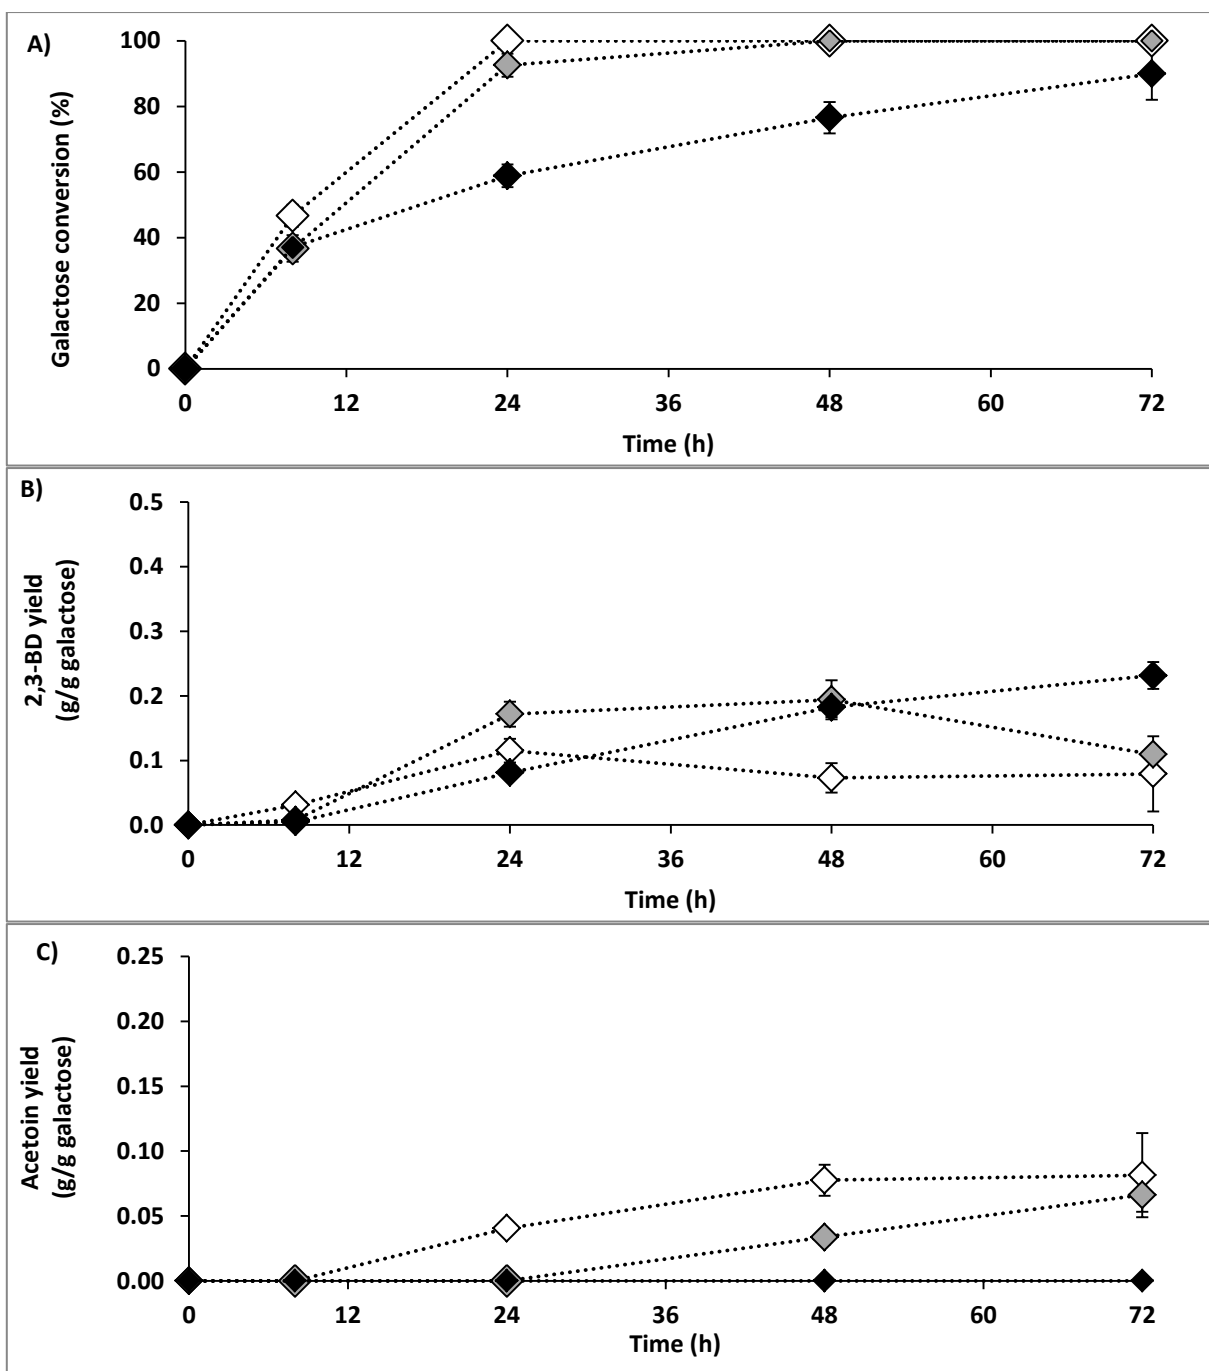 A)
Galactose conversion (%)
100
80
60
40
20
0
0 12 24 36 48 60 72
Time (h)
B)
2,3-BD yield
(g/g galactose)
0.5
0.4
0.3
0.2
0.1
0.0
0 12 24 36 48 60 72
Time (h)
C)
Acetoin yield
(g/g galactose)
0.25
0.20
0.15
0.10
0.05
0.00
0 12 24 36 48 60 72
Time (h)